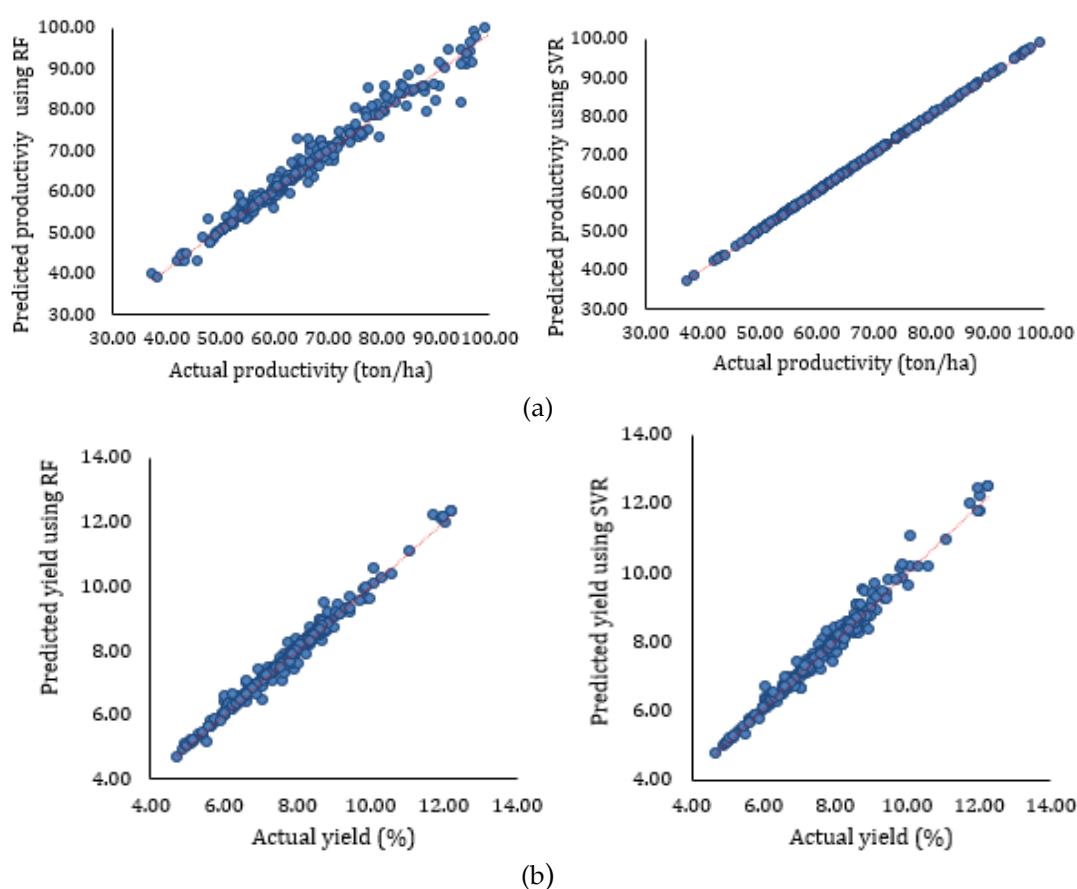 Predicted productiviy using RF
100.00
90.00
80.00
70.00
60.00
50.00
40.00
30.00
30.00 40.00 50.00 60.00 70.00 80.00 90.00 100.00
Actual productivity (ton/ha)
Predicted productiviy using SVR
100.00
90.00
80.00
70.00
60.00
50.00
40.00
30.00
30.00 40.00 50.00 60.00 70.00 80.00 90.00 100.00
Actual productivity (ton/ha)
(a)
Predicted yield using RF
14.00
12.00
10.00
8.00
6.00
4.00
4.00 6.00 8.00 10.00 12.00 14.00
Actual yield (%)
Predicted yield using SVR
14.00
12.00
10.00
8.00
6.00
4.00
4.00 6.00 8.00 10.00 12.00 14.00
Actual yield (%)
(b)